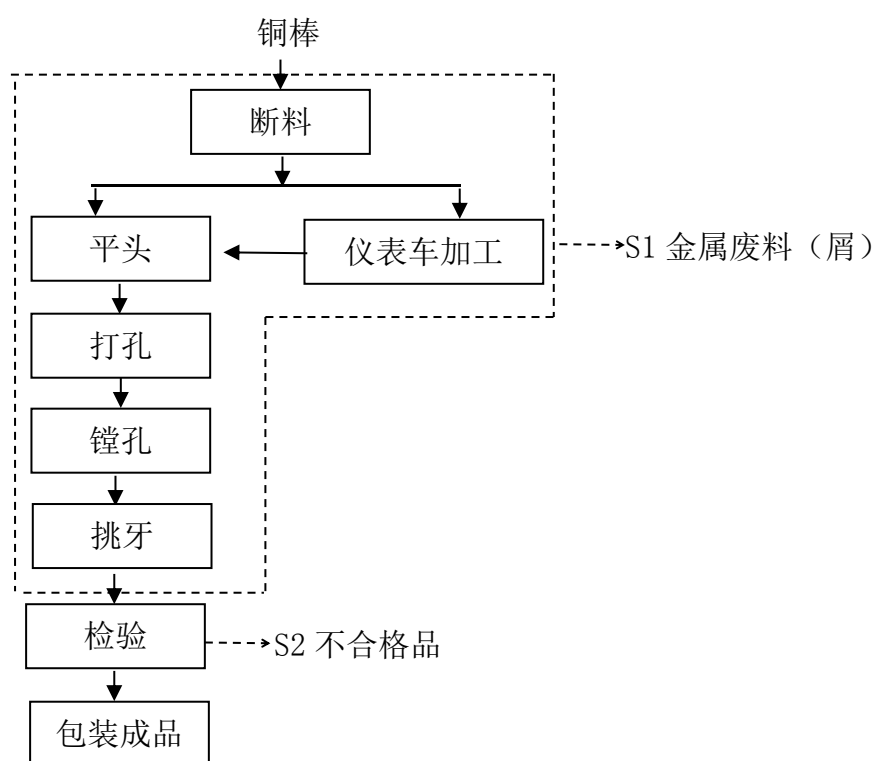 铜棒
断料
平头
仪表车加工
S1 金属废料（屑）
打孔
镗孔
挑牙
检验
S2 不合格品
包装成品